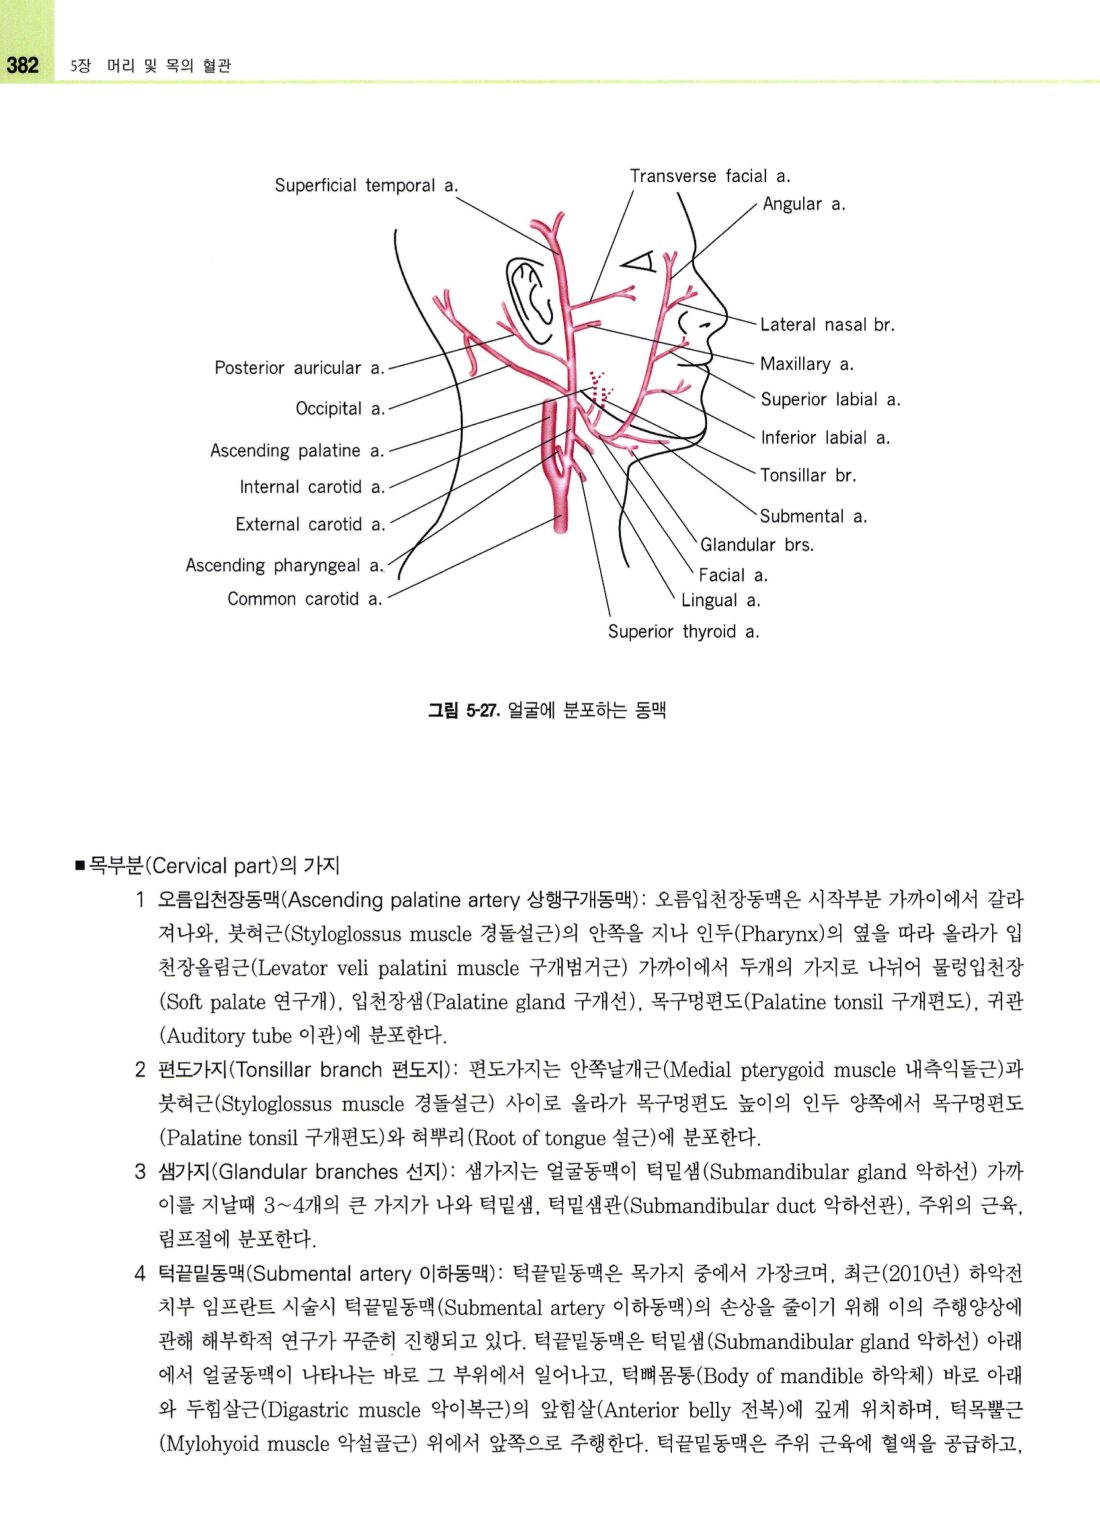 382 5장 머리 및 목의 혈관
Superficial temporal a.
Transverse facial a.
Angular a.
Lateral nasal br.
Posterior auricular a.
Maxillary a.
Occipital a.
Superior labial a.
Ascending palatine a.
Inferior labial a.
Internal carotid a.
Tonsillar br.
External carotid a.
Submental a.
Glandular brs.
Ascending pharyngeal a.
Facial a.
Common carotid a.
Lingual a.
Superior thyroid a.
그림 5-27. 얼굴에 분포하는 동맥
■ 목부분(Cervical part)의 가지
1 오름입천장동맥(Ascending palatine artery 상행구개동맥): 오름입천장동맥은 시작부분 가까이에서 갈라
져나와, 붓혀근(Styloglossus muscle 경돌설근)의 안쪽을 지나 인두(Pharynx)의 옆을 따라 올라가 입
천장올림근(Levator veli palatini muscle 구개범거근) 가까이에서 두개의 가지로 나뉘어 물렁입천장
(Soft palate 연구개), 입천장샘(Palatine gland 구개선), 목구멍편도(Palatine tonsil 구개편도), 귀관
(Auditory tube 이관)에 분포한다.
2 편도가지(Tonsillar branch 편도지): 편도가지는 안쪽날개근(Medial pterygoid muscle 내측익돌근)과
붓혀근(Styloglossus muscle 경돌설근) 사이로 올라가 목구멍편도 높이의 인두 양쪽에서 목구멍편도
(Palatine tonsil 구개편도)와 혀뿌리(Root of tongue 설근)에 분포한다.
3 샘가지(Glandular branches 선지): 샘가지는 얼굴동맥이 턱밑샘(Submandibular gland 악하선) 가까
이를 지날때 3~4개의 큰 가지가 나와 턱밑샘, 턱밑샘관(Submandibular duct 악하선관), 주위의 근육,
림프절에 분포한다.
4 턱끝밑동맥(Submental artery 이하동맥): 턱끝밑동맥은 목가지 중에서 가장크며, 최근(2010년) 하악전
치부 임프란트 시술시 턱끝밑동맥(Submental artery 이하동맥)의 손상을 줄이기 위해 이의 주행양상에
관해 해부학적 연구가 꾸준히 진행되고 있다. 턱끝밑동맥은 턱밑샘(Submandibular gland 악하선) 아래
에서 얼굴동맥이 나타나는 바로 그 부위에서 일어나고, 턱뼈몸통(Body of mandible 하악체) 바로 아래
와 두힘살근(Digastric muscle 악이복근)의 앞힘살(Anterior belly 전복)에 깊게 위치하며, 턱목뿔근
(Mylohyoid muscle 악설골근) 위에서 앞쪽으로 주행한다. 턱끝밑동맥은 주위 근육에 혈액을 공급하고,